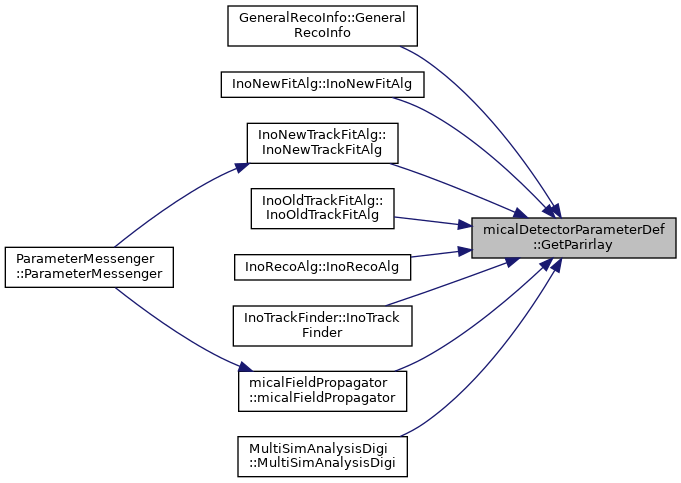 GeneralRecoInfo::General
RecoInfo
InoNewFitAlg::InoNewFitAlg
InoNewTrackFitAlg::
InoNewTrackFitAlg
InoOldTrackFitAlg::
InoOldTrackFitAlg
micalDetectorParameterDef
::GetParirlay
ParameterMessenger
::ParameterMessenger
InoRecoAlg::InoRecoAlg
InoTrackFinder::InoTrack
Finder
micalFieldPropagator
::micalFieldPropagator
MultiSimAnalysisDigi
::MultiSimAnalysisDigi